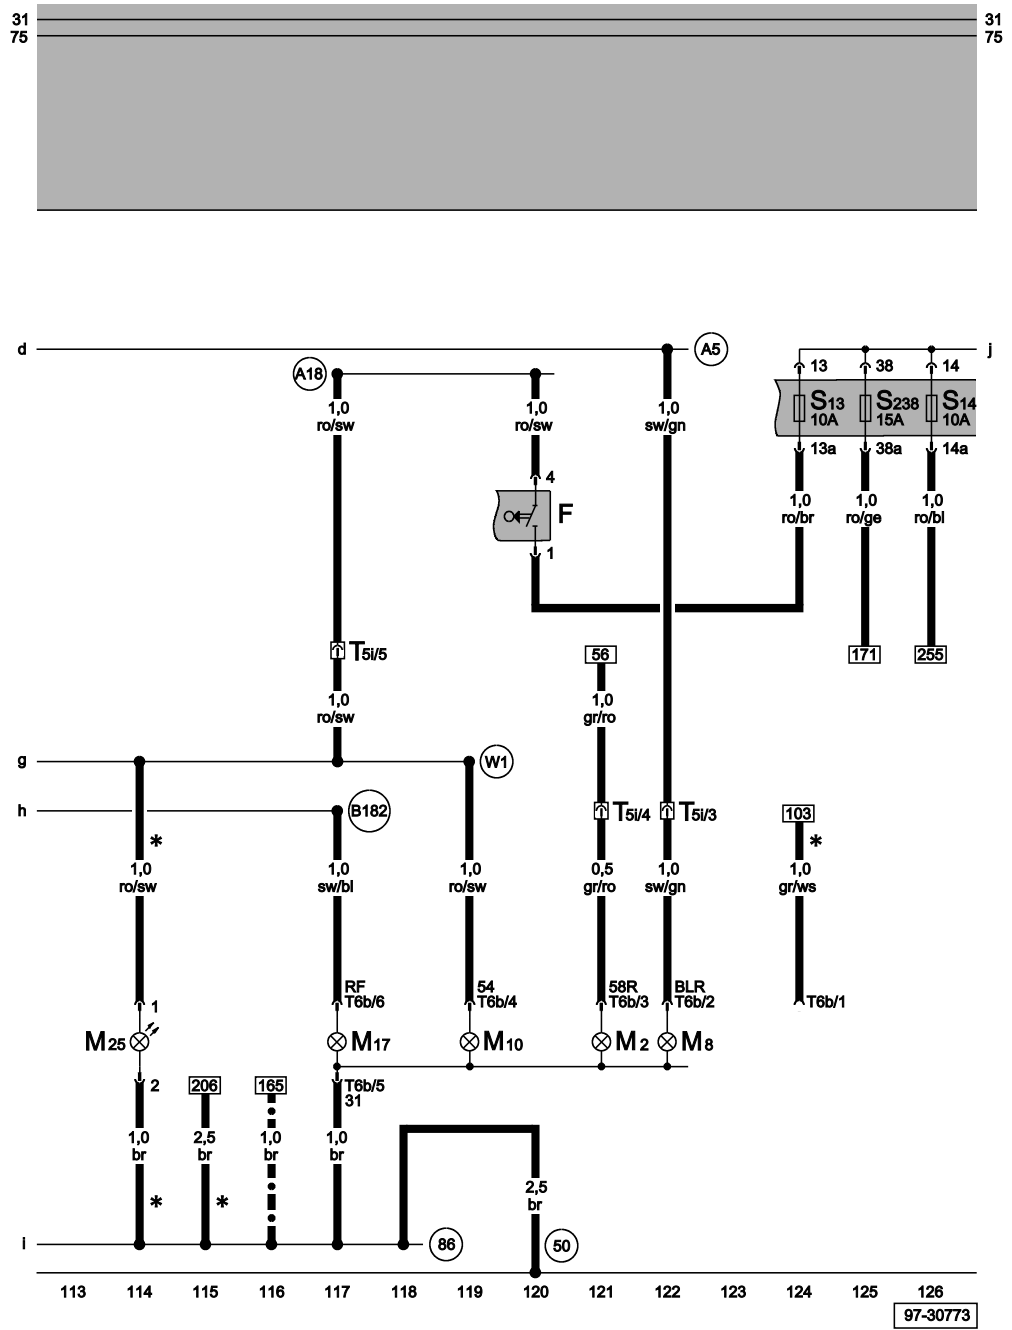 31 31
75 75
d A5 j
A18 13 38 14
1,0 1,0 1,0 S13 S238 S14
ro/sw ro/sw sw/gn 10A 15A 10A
13a 38a 14a
4
1,0 1,0 1,0
F ro/br ro/ge ro/bl
1
T5i/5 56 171 255
1,0 1,0
ro/sw gr/ro
g W1
h B182 T5i/4 T5i/3 103
* *
1,0 1,0 1,0 0,5 1,0 1,0
ro/sw sw/bl ro/sw gr/ro sw/gn gr/ws
RF 54 58R BLR
1 T6b/6 T6b/4 T6b/3 T6b/2 T6b/1
M25 M17 M10 M2 M8
2 206 165 T6b/5
31
1,0 2,5 1,0 1,0
br br br br
2,5
* * br
i 86 50
113 114 115 116 117 118 119 120 121 122 123 124 125 126
97-30773